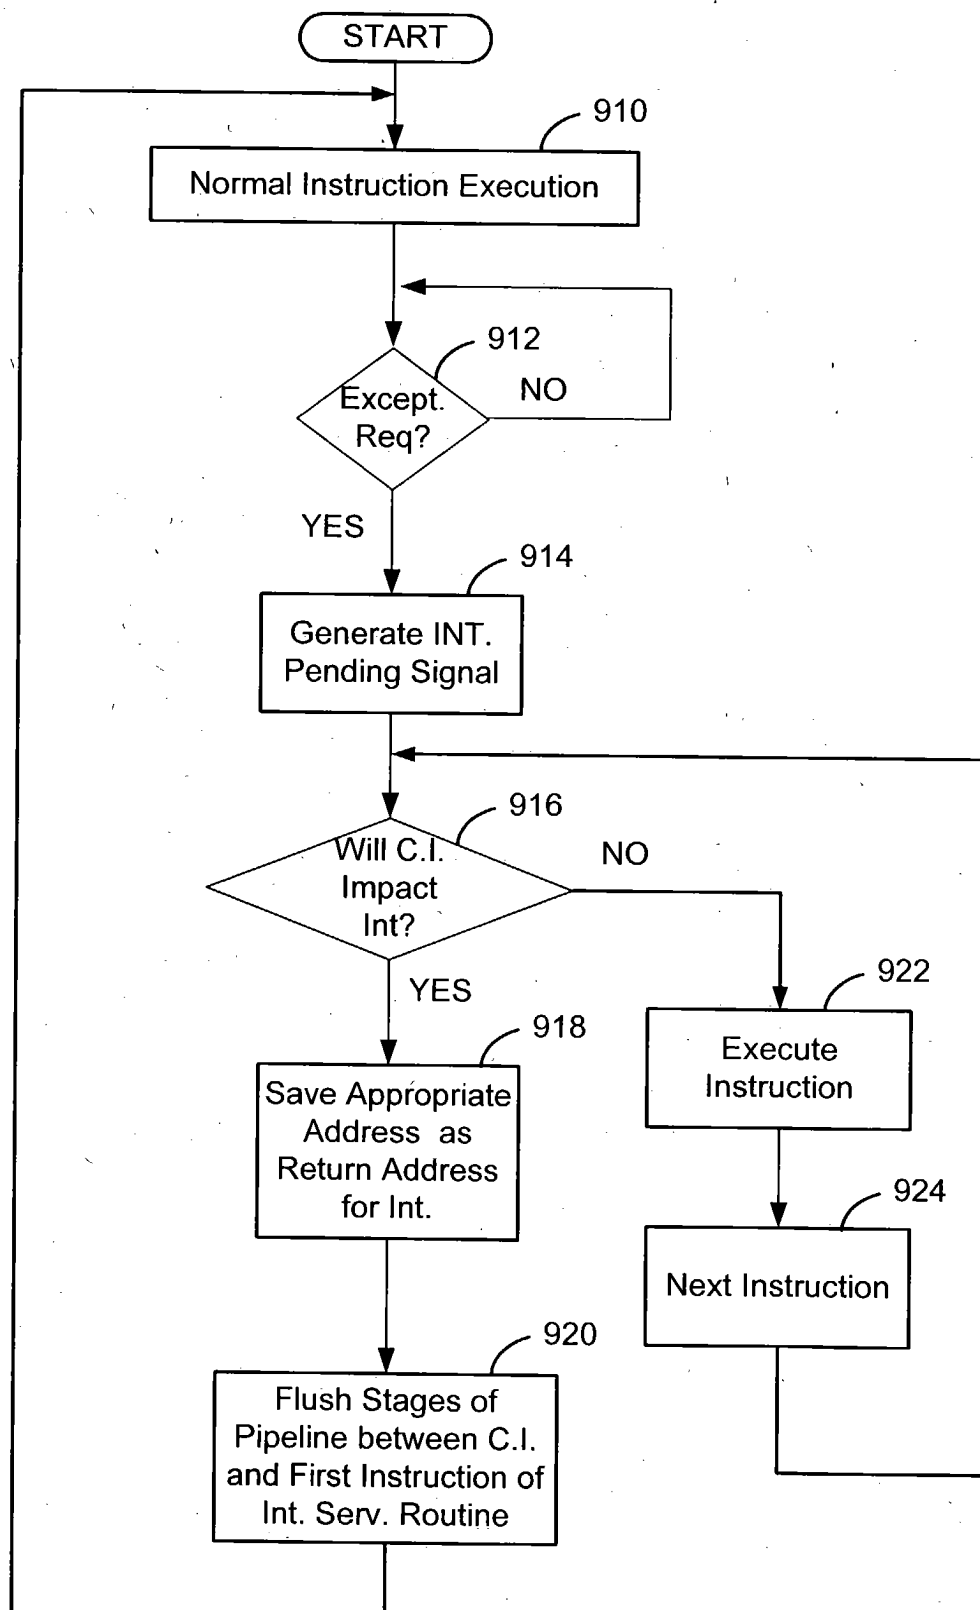 START
910
Normal Instruction Execution
912
Except.
Req?
NO
YES
914
Generate INT.
Pending Signal
916
Will C.I.
Impact
Int?
NO
YES
922
Execute
Instruction
918
Save Appropriate
Address as
Return Address
for Int.
924
Next Instruction
920
Flush Stages of
Pipeline between C.I.
and First Instruction of
Int. Serv. Routine